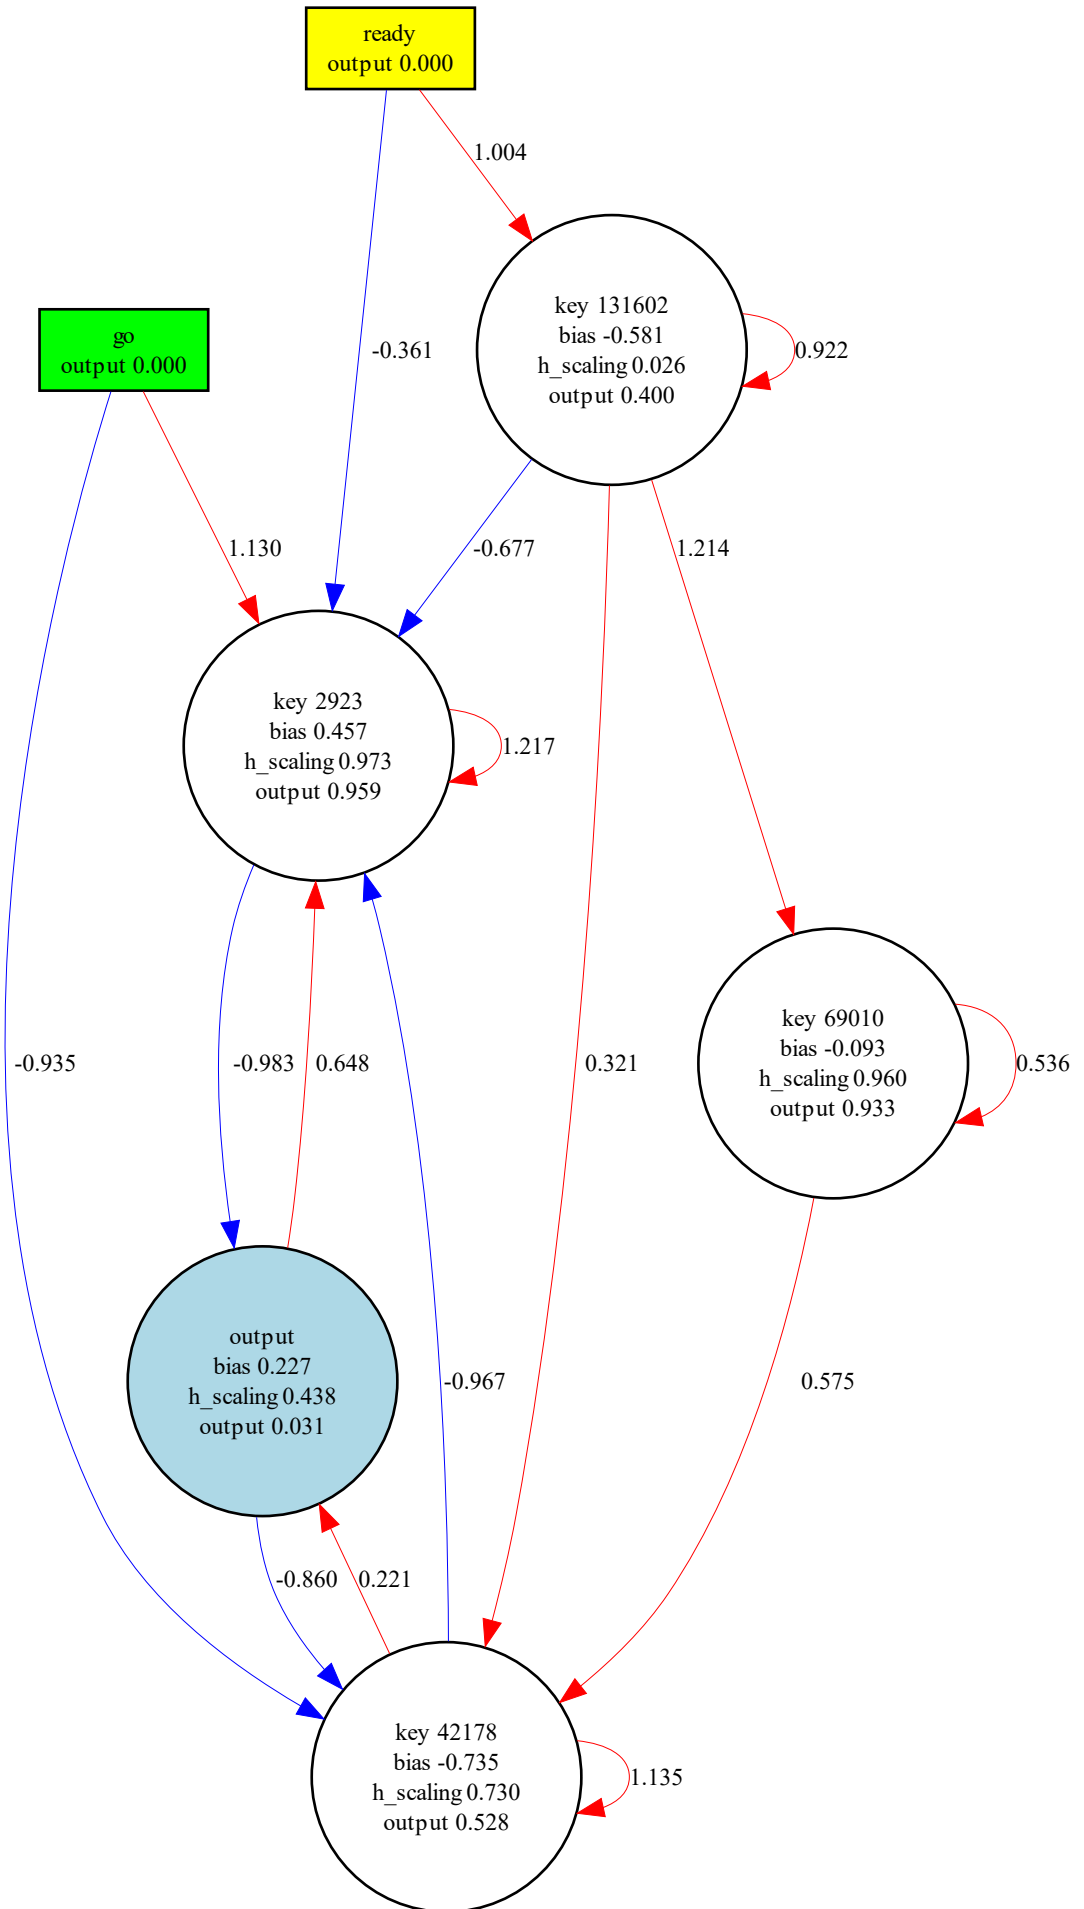 ready
output 0.000
1.004
key 131602
bias -0.581
h_scaling 0.026
output 0.400
0.922
go
output 0.000
-0.361
1.130
-0.677
1.214
key 2923
bias 0.457
h_scaling 0.973
output 0.959
1.217
key 69010
bias -0.093
h_scaling 0.960
output 0.933
0.536
-0.935
-0.983
0.648
0.321
output
bias 0.227
h_scaling 0.438
output 0.031
-0.967
0.575
-0.860
0.221
key 42178
bias -0.735
h_scaling 0.730
output 0.528
1.135